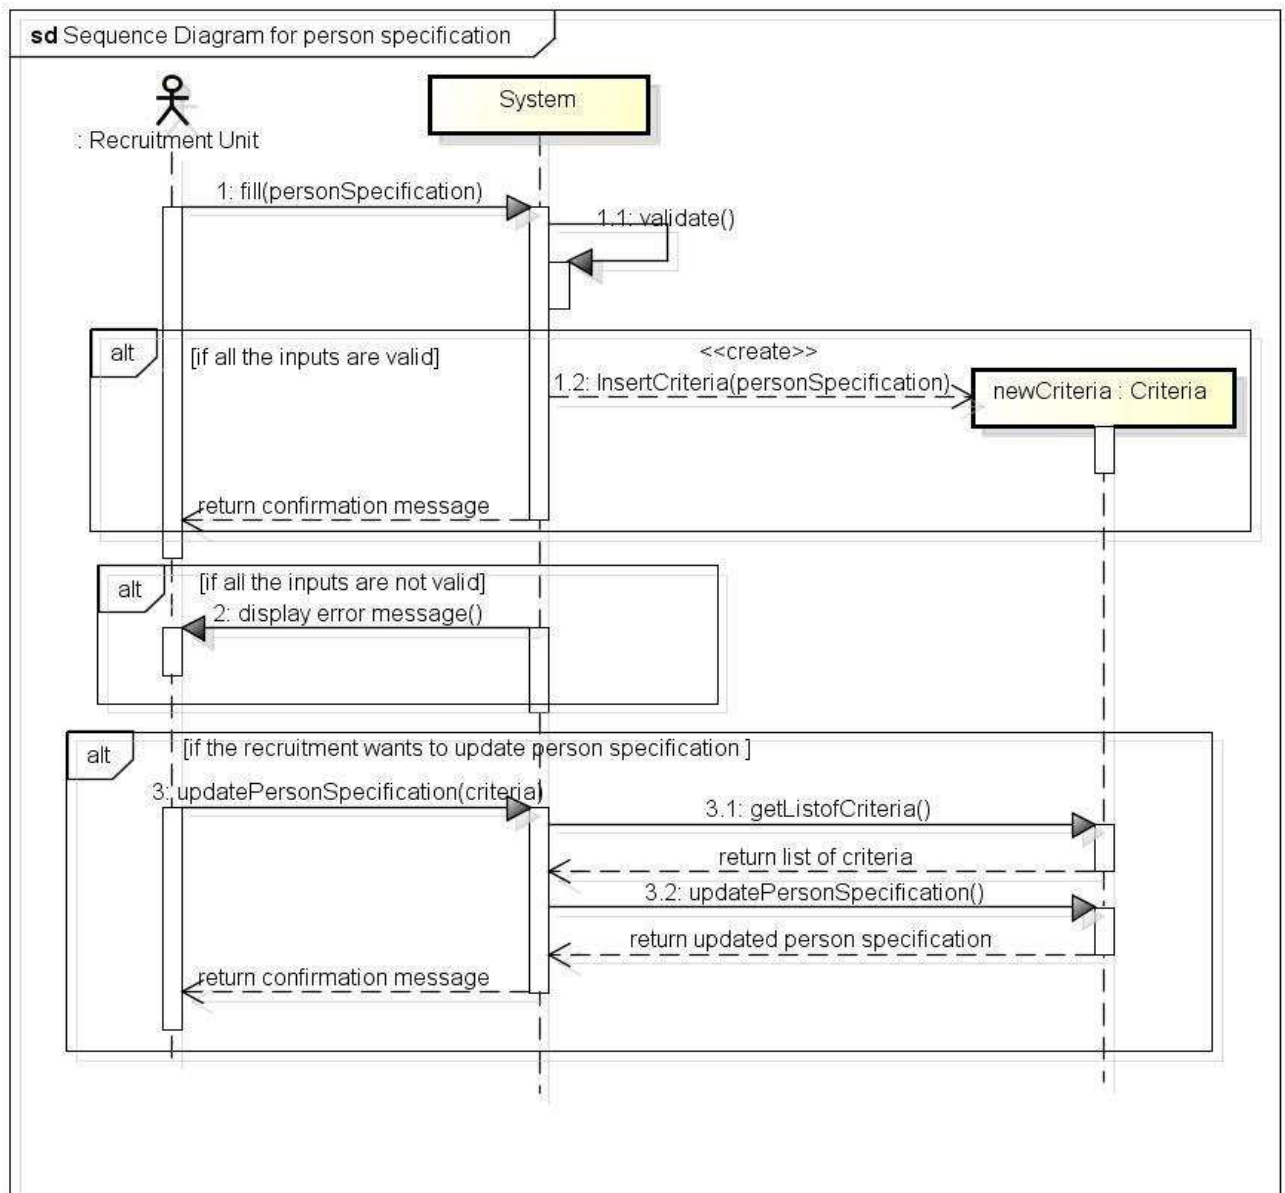 sd Sequence Diagram for person specification
System
: Recruitment Unit
1: fill(personSpecification)
1.1: validate()
alt
[if all the inputs are valid]
<<create>>
1.2: InsertCriteria(personSpecification)
newCriteria : Criteria
return confirmation message
alt
[if all the inputs are not valid]
2: display error message()
alt
[if the recruitment wants to update person specification ]
3: updatePersonSpecification(criteria)
3.1: getListofCriteria()
return list of criteria
3.2: updatePersonSpecification()
return updated person specification
return confirmation message